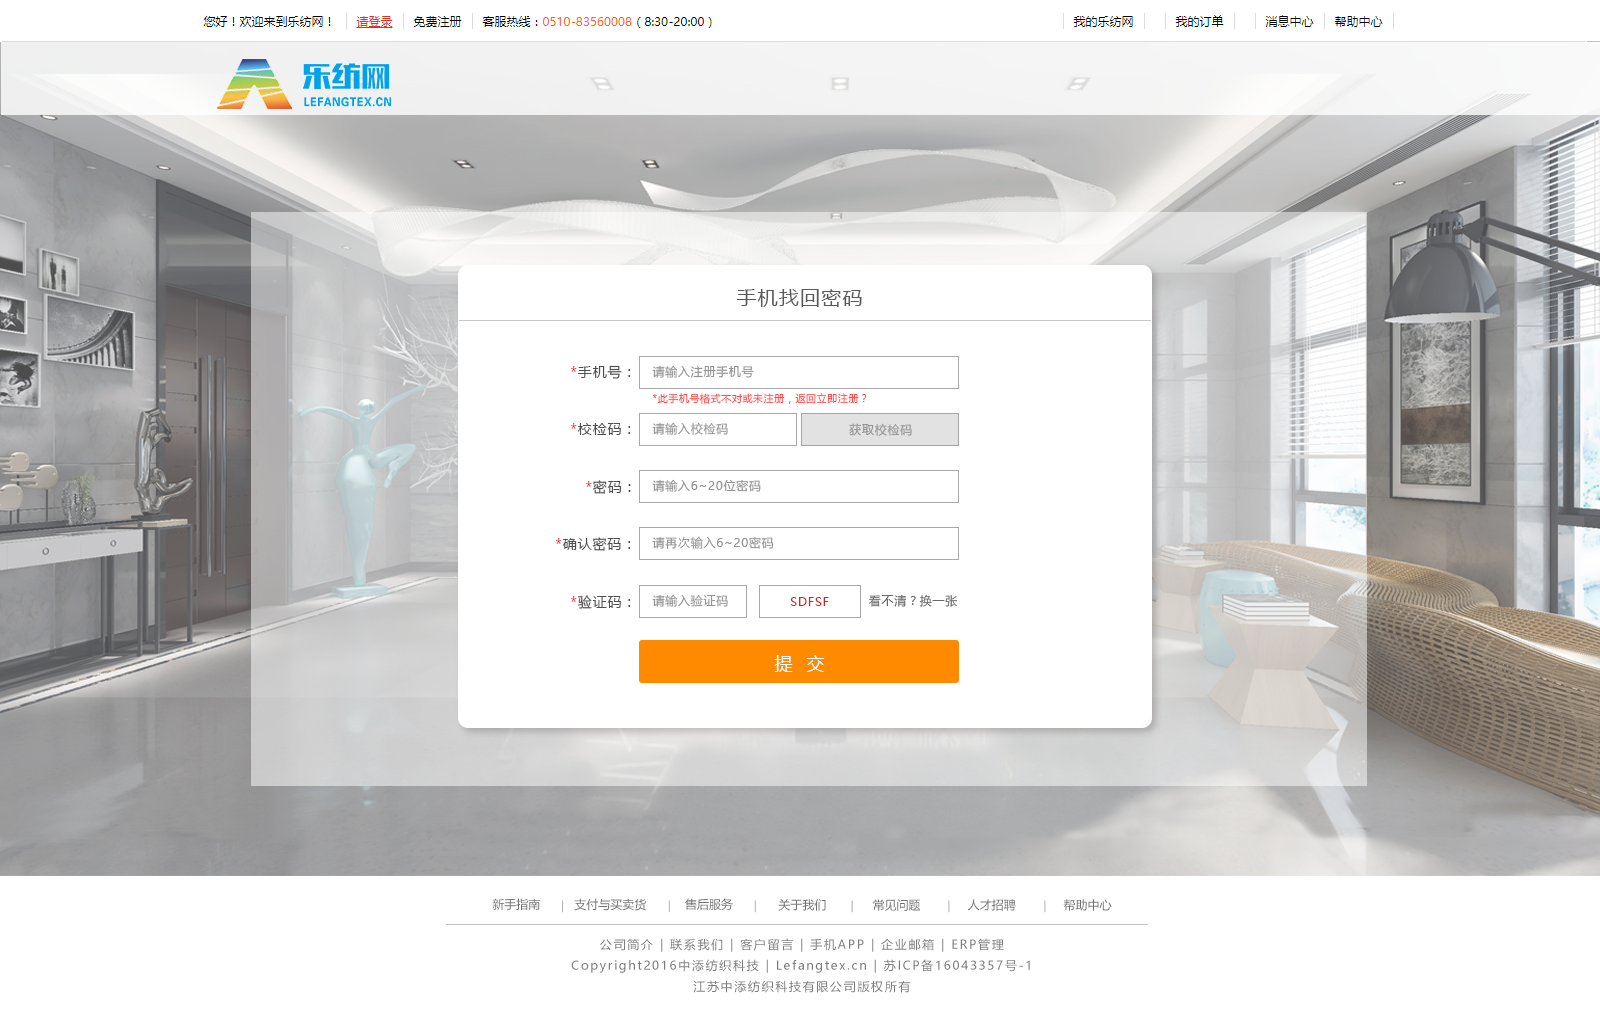 您好！欢迎来到乐纺网！ 请登录 免费注册 客服热线：0510-83560008（8:30-20:00） 我的乐纺网 我的订单 消息中心 帮助中心
乐纺网
LEFANGTEX.CN
手机找回密码
*手机号： 请输入注册手机号
*此手机号格式不对或未注册，返回立即注册？
*校检码： 请输入校检码 获取校检码
*密码： 请输入6~20位密码
*确认密码： 请再次输入6~20密码
*验证码： 请输入验证码 SDFSF 看不清？换一张
提 交
新手指南 | 支付与买卖货 | 售后服务 | 关于我们 | 常见问题 | 人才招聘 | 帮助中心
公司简介 | 联系我们 | 客户留言 | 手机APP | 企业邮箱 | ERP管理
Copyright2016中添纺织科技 | Lefangtex.cn | 苏ICP备16043357号-1
江苏中添纺织科技有限公司版权所有